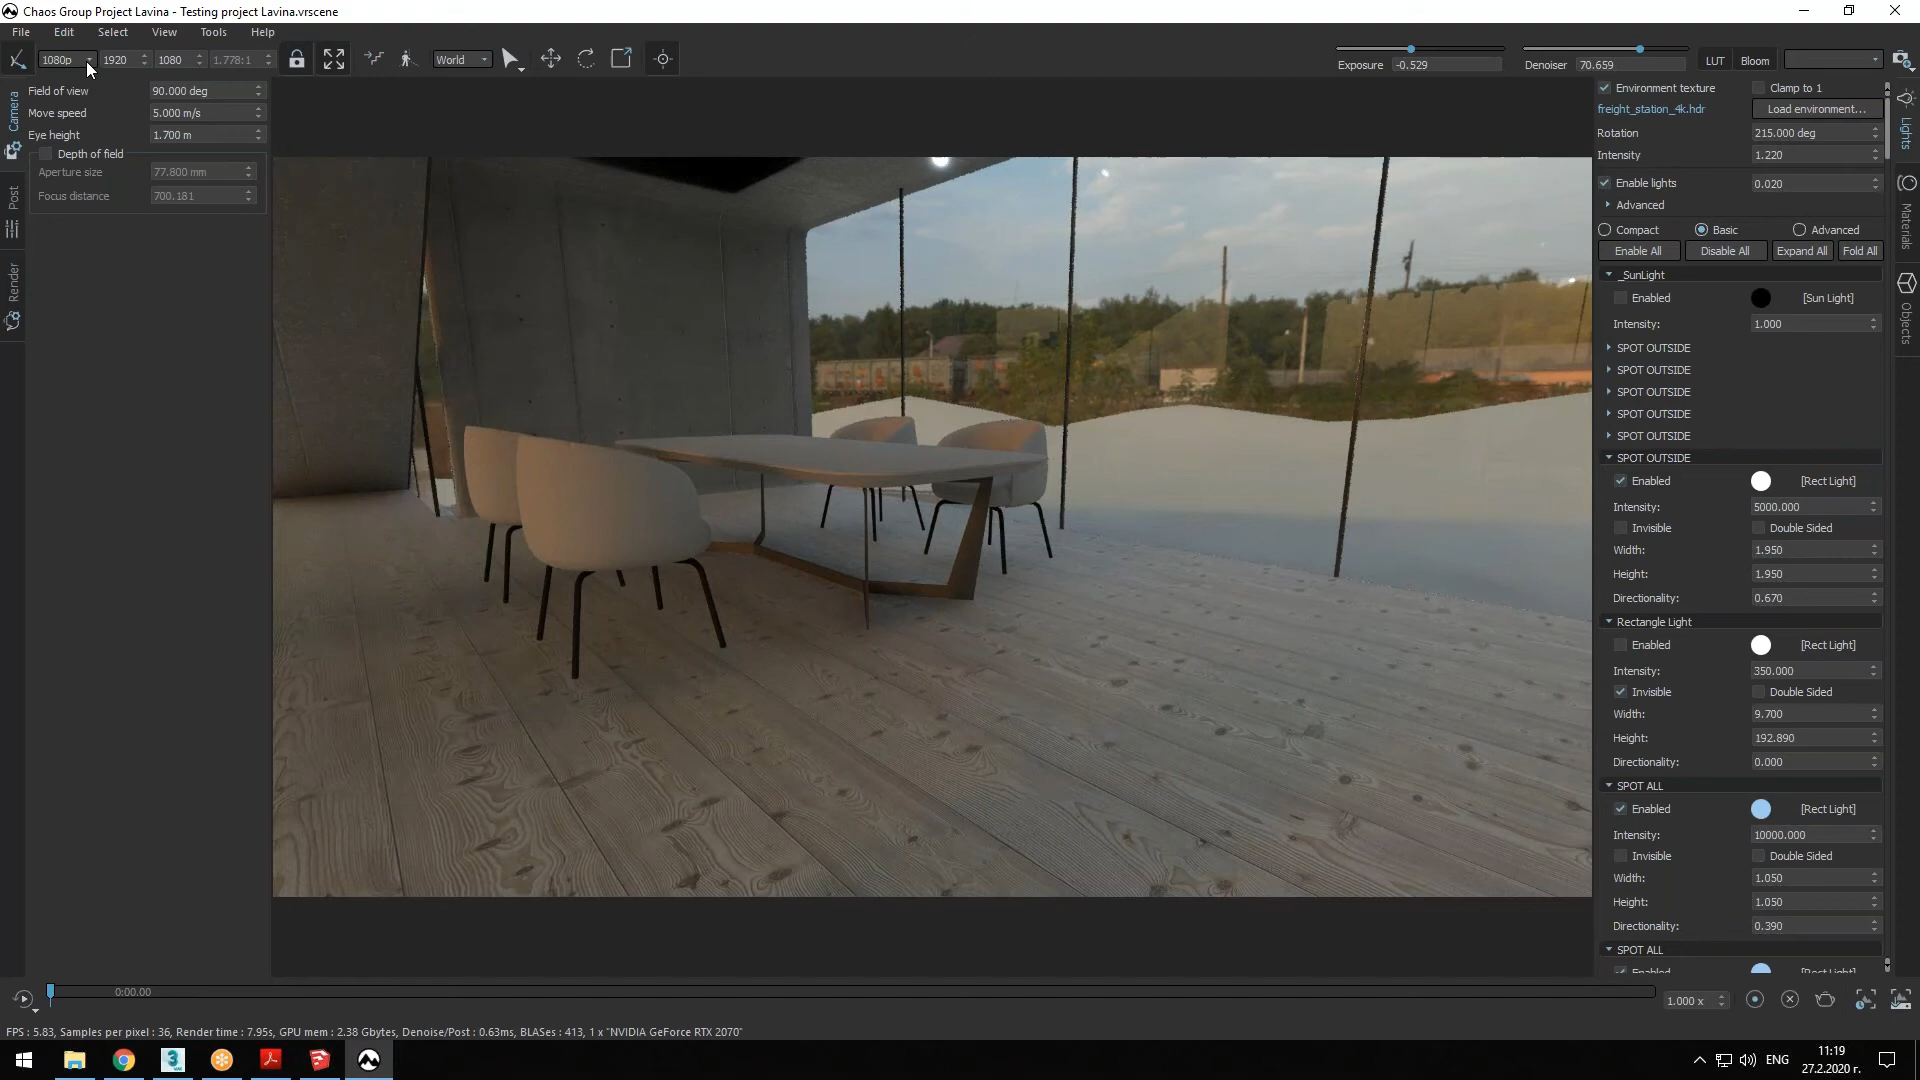 Chaos Group Project Lavina - Testing project Lavina.vrscene
File Edit Select View Tools Help
1080p 1920 1080 1.778:1 World Exposure -0.529 Denoiser 70.659 LUT Bloom
Camera
Post
Render
Field of view 90.000 deg
Move speed 5.000 m/s
Eye height 1.700 m
Depth of field
Aperture size 77.800 mm
Focus distance 700.181
Environment texture Clamp to 1
freight_station_4k.hdr Load environment...
Rotation 215.000 deg
Intensity 1.220
Enable lights 0.020
Advanced
Compact Basic Advanced
Enable All Disable All Expand All Fold All
_SunLight
Enabled [Sun Light]
Intensity: 1.000
SPOT OUTSIDE
SPOT OUTSIDE
SPOT OUTSIDE
SPOT OUTSIDE
SPOT OUTSIDE
SPOT OUTSIDE
Enabled [Rect Light]
Intensity: 5000.000
Invisible Double Sided
Width: 1.950
Height: 1.950
Directionality: 0.670
Rectangle Light
Enabled [Rect Light]
Intensity: 350.000
Invisible Double Sided
Width: 9.700
Height: 192.890
Directionality: 0.000
SPOT ALL
Enabled [Rect Light]
Intensity: 10000.000
Invisible Double Sided
Width: 1.050
Height: 1.050
Directionality: 0.390
SPOT ALL
Enabled [Rect Light]
Lights
Materials
Objects
0:00.00 1.000 x
FPS : 5.83, Samples per pixel : 36, Render time : 7.95s, GPU mem : 2.38 Gbytes, Denoise/Post : 0.63ms, BLASes : 413, 1 x "NVIDIA GeForce RTX 2070"
ENG
11:19
27.2.2020 г.